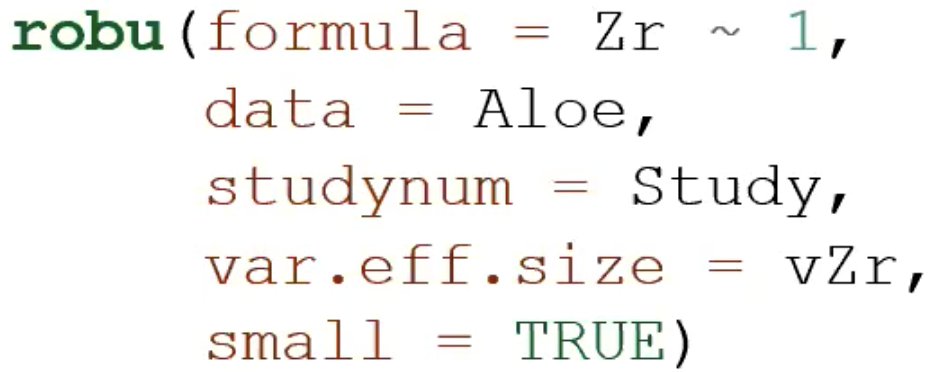 robu(formula = Zr ~ 1,
data = Aloe,
studynum = Study,
var.eff.size = vZr,
small = TRUE)